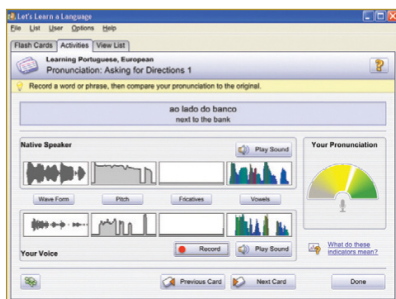 Let's Learn a Language
File List User Options Help
Flash Cards Activities View List
Learning Portuguese, European
Pronunciation: Asking for Directions 1
Record a word or phrase, then compare your pronunciation to the original.
ao lado do banco
next to the bank
Native Speaker
Play Sound
Your Pronunciation
Wave Form Pitch Fricatives Vowels
Your Voice
Record
Play Sound
What do these
indicators mean?
Previous Card Next Card Done